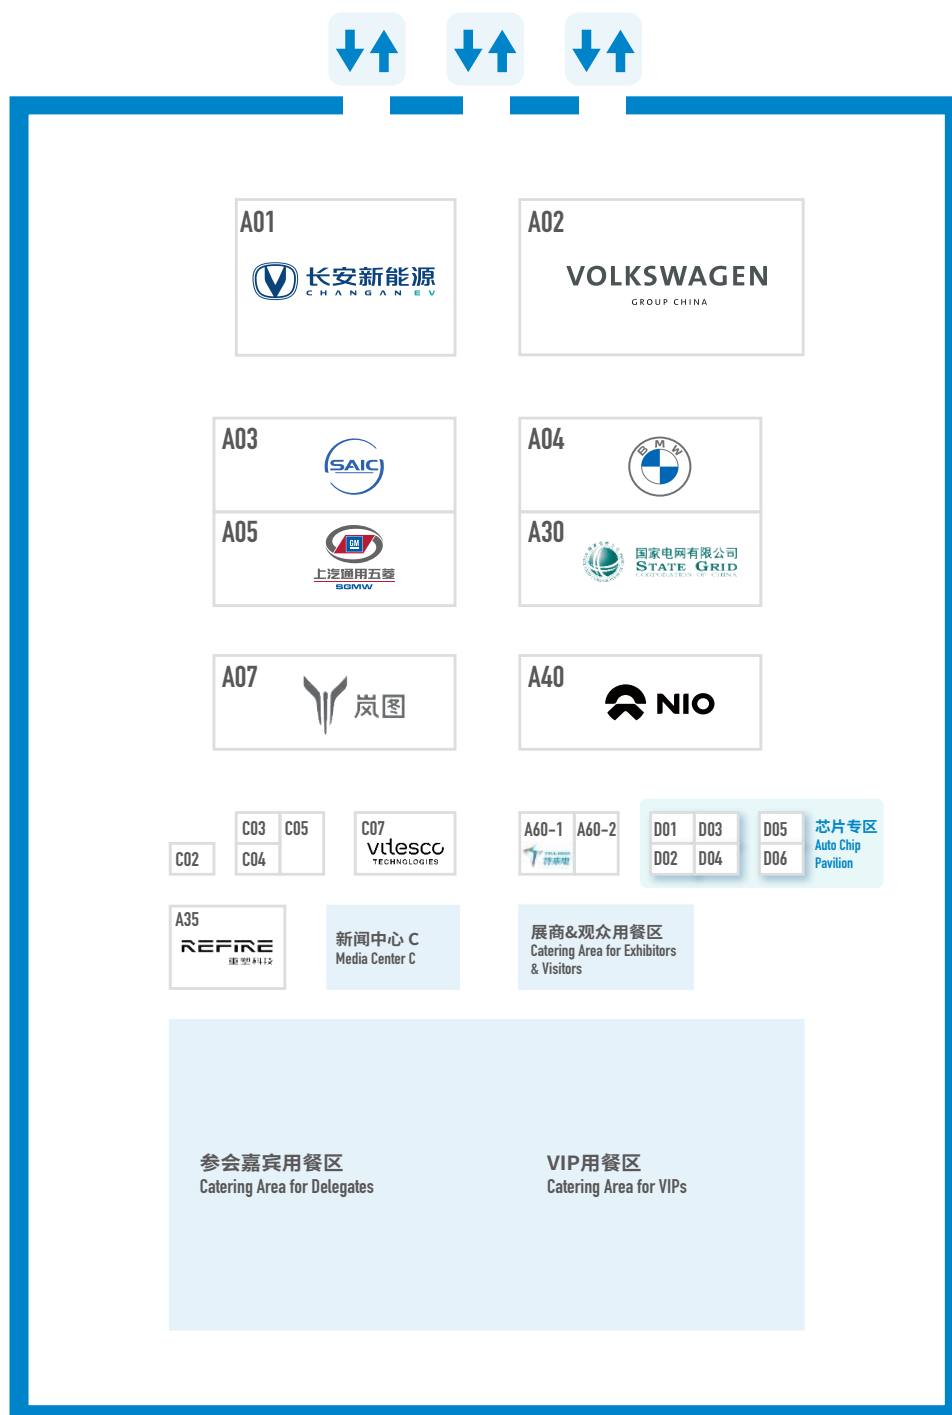 A01
长安新能源
CHANGAN EV
A02
VOLKSWAGEN
GROUP CHINA
A03
SAIC
A04
BMW
A05
GM
上汽通用五菱
SGMW
A30
国家电网有限公司
STATE GRID
CORPORATION OF CHINA
A07
岚图
A40
NIO
C02
C03
C05
C04
C07
vitesco
TECHNOLOGIES
A60-1
A60-2
D01
D03
D02
D04
D05
D06
芯片专区
Auto Chip
Pavilion
A35
REFIRE
重塑科技
新闻中心 C
Media Center C
展商&观众用餐区
Catering Area for Exhibitors
& Visitors
参会嘉宾用餐区
Catering Area for Delegates
VIP用餐区
Catering Area for VIPs